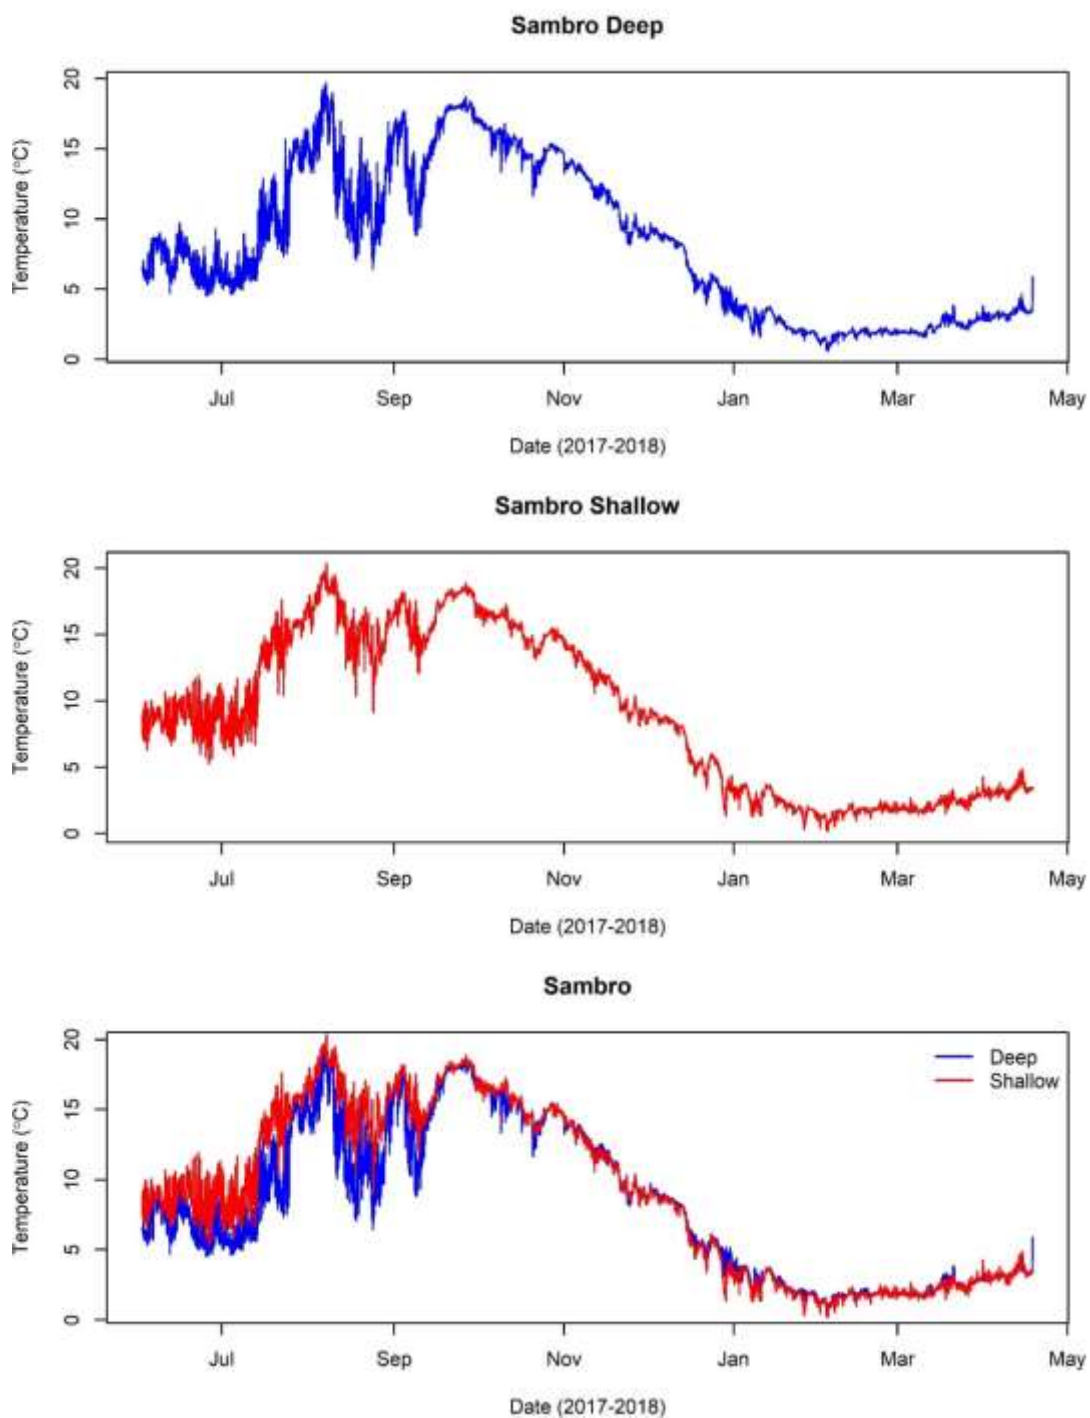 Sambro Deep
Temperature (°C)
20
15
10
5
0
Jul Sep Nov Jan Mar May
Date (2017-2018)
Sambro Shallow
Temperature (°C)
20
15
10
5
0
Jul Sep Nov Jan Mar May
Date (2017-2018)
Sambro
Temperature (°C)
20
15
10
5
0
Deep
Shallow
Jul Sep Nov Jan Mar May
Date (2017-2018)